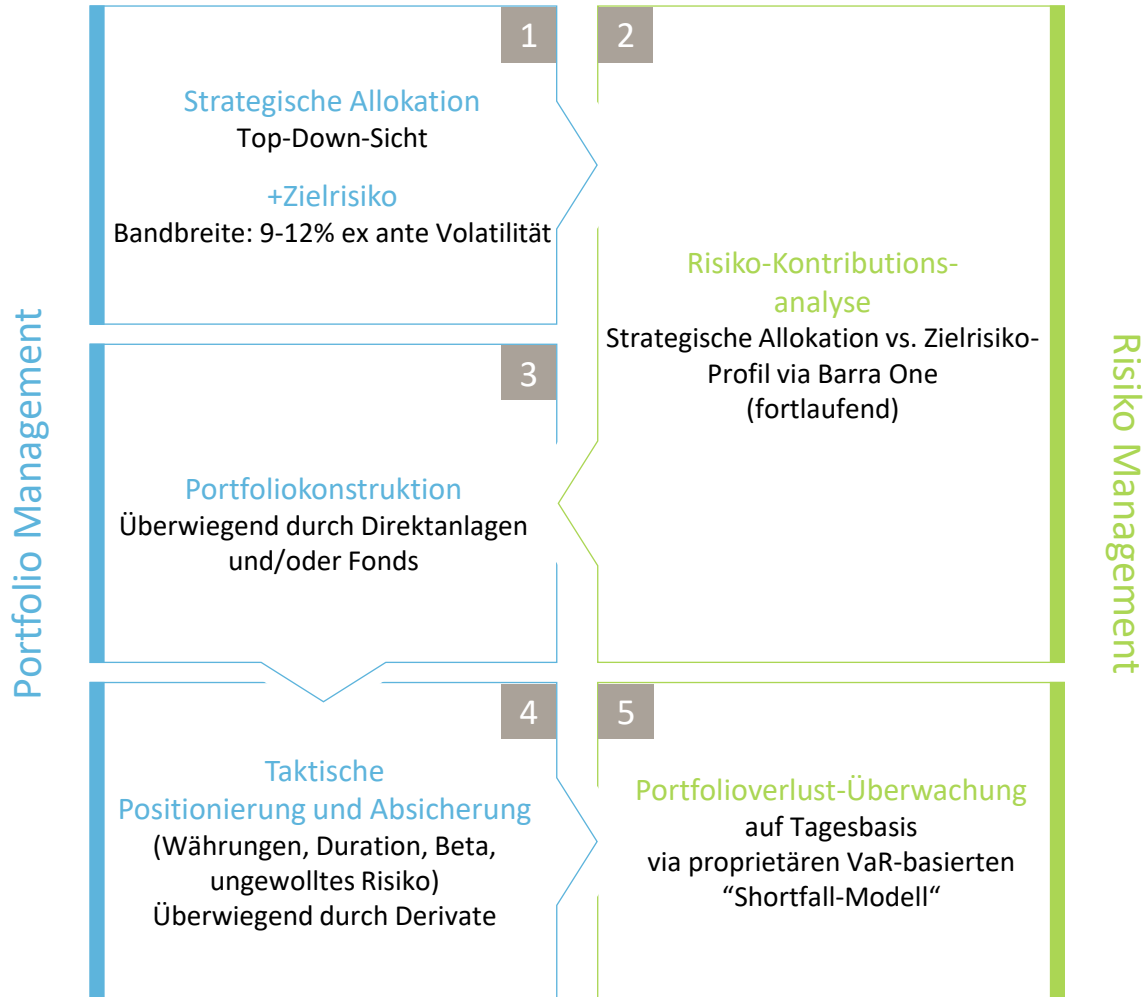 Portfolio Management
1
Strategische Allokation
Top-Down-Sicht
+Zielrisiko
Bandbreite: 9-12% ex ante Volatilität
2
Risiko-Kontributions-
analyse
Strategische Allokation vs. Zielrisiko-
Profil via Barra One
(fortlaufend)
3
Portfoliokonstruktion
Überwiegend durch Direktanlagen
und/oder Fonds
4
Taktische
Positionierung und Absicherung
(Währungen, Duration, Beta,
ungewolltes Risiko)
Überwiegend durch Derivate
5
Portfolioverlust-Überwachung
auf Tagesbasis
via proprietären VaR-basierten
“Shortfall-Modell“
Risiko Management